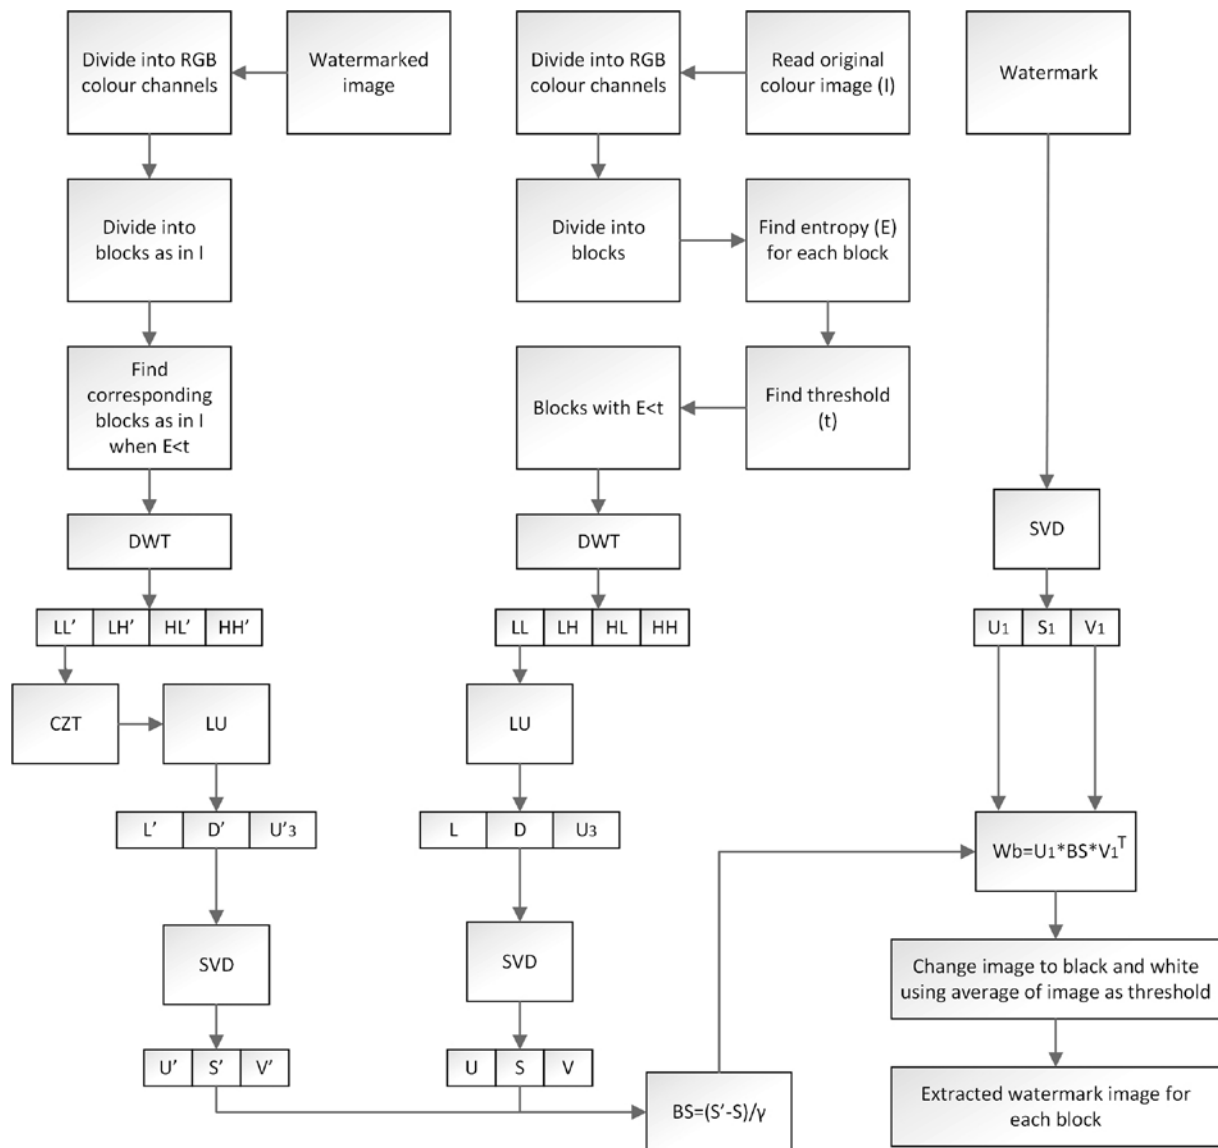 Divide into RGB
colour channels
Watermarked
image
Divide into RGB
colour channels
Read original
colour image (I)
Watermark
Divide into
blocks as in I
Divide into
blocks
Find entropy (E)
for each block
Find
corresponding
blocks as in I
when E<t
Blocks with E<t
Find threshold
(t)
DWT
DWT
SVD
LL’ LH’ HL’ HH’
LL LH HL HH
U1 S1 V1
CZT
LU
LU
L’ D’ U’3
L D U3
Wb=U1*BS*V1T
SVD
SVD
Change image to black and white
using average of image as threshold
U’ S’ V’
U S V
BS=(S’-S)/γ
Extracted watermark image for
each block